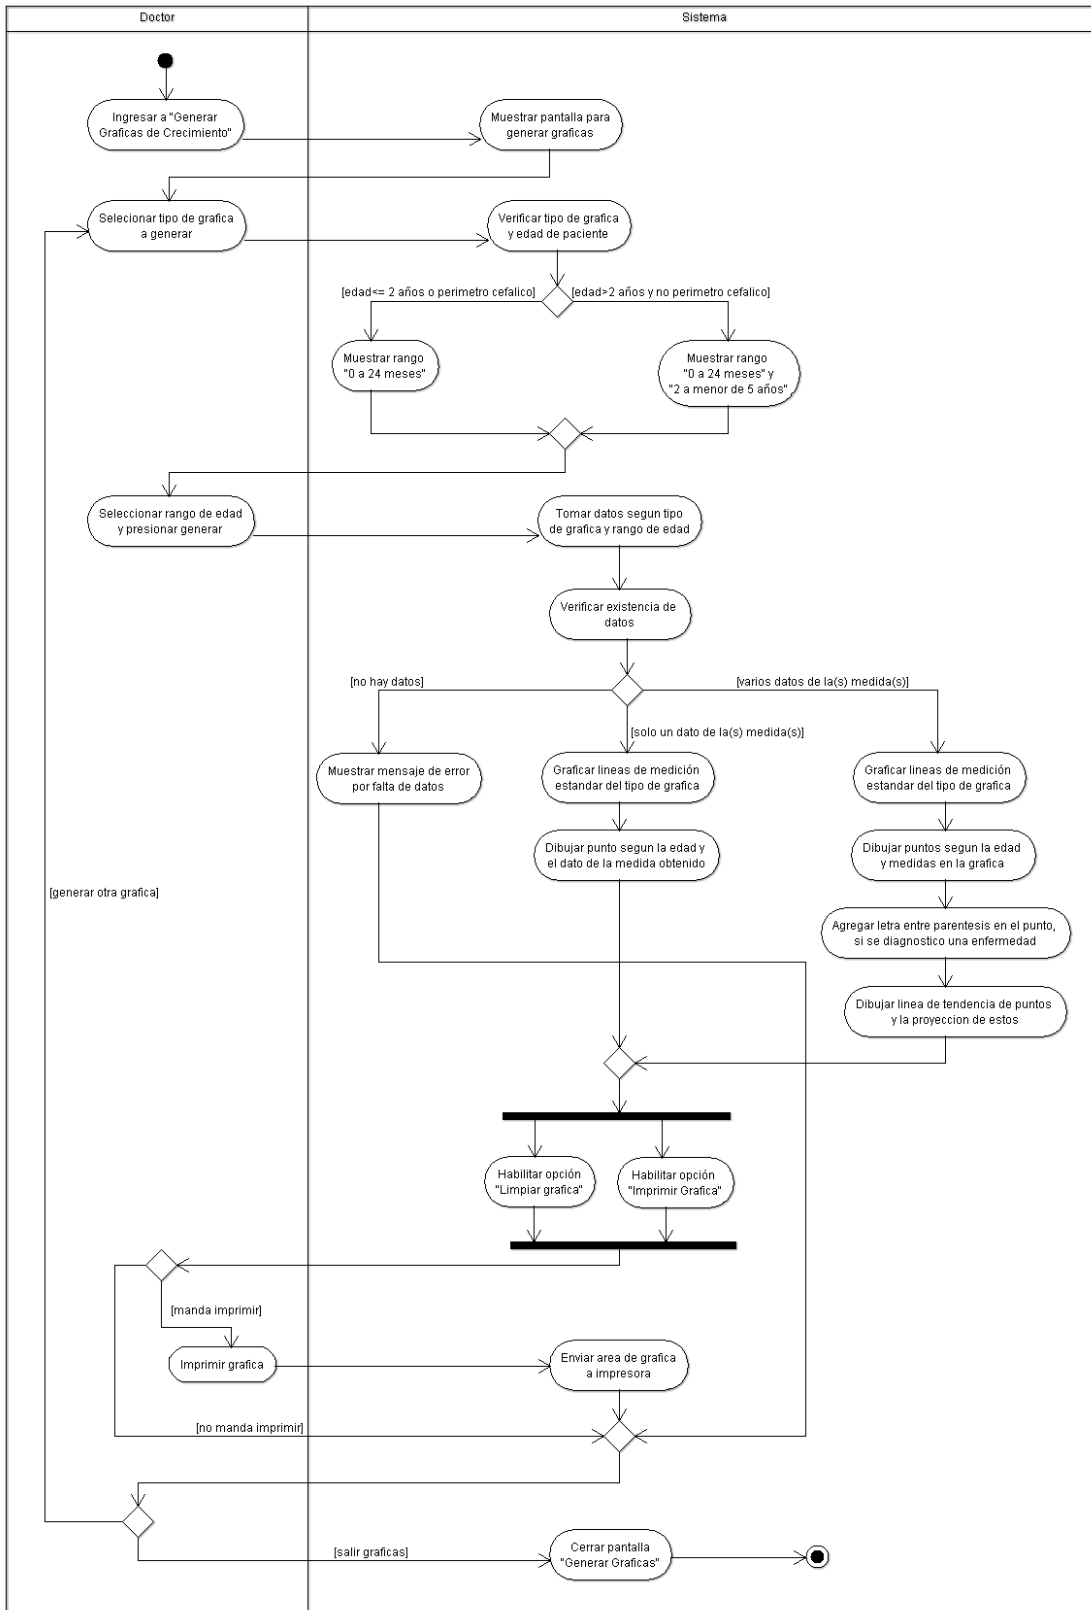 Doctor
Sistema
Ingresar a "Generar
Graficas de Crecimiento"
Muestrar pantalla para
generar graficas
Selecionar tipo de grafica
a generar
Verificar tipo de grafica
y edad de paciente
[edad<= 2 años o perimetro cefalico]
[edad>2 años y no perimetro cefalico]
Muestrar rango
"0 a 24 meses"
Muestrar rango
"0 a 24 meses" y
"2 a menor de 5 años"
Seleccionar rango de edad
y presionar generar
Tomar datos segun tipo
de grafica y rango de edad
Verificar existencia de
datos
[no hay datos]
[varios datos de la(s) medida(s)]
[solo un dato de la(s) medida(s)]
Muestrar mensaje de error
por falta de datos
Graficar lineas de medición
estandar del tipo de grafica
Graficar lineas de medición
estandar del tipo de grafica
Dibujar punto segun la edad y
el dato de la medida obtenido
Dibujar puntos segun la edad
y medidas en la grafica
[generar otra grafica]
Agregar letra entre parentesis en el punto,
si se diagnostico una enfermedad
Dibujar linea de tendencia de puntos
y la proyeccion de estos
Habilitar opción
"Limpiar grafica"
Habilitar opción
"Imprimir Grafica"
[manda imprimir]
Imprimir grafica
Enviar area de grafica
a impresora
[no manda imprimir]
[salir graficas]
Cerrar pantalla
"Generar Graficas"